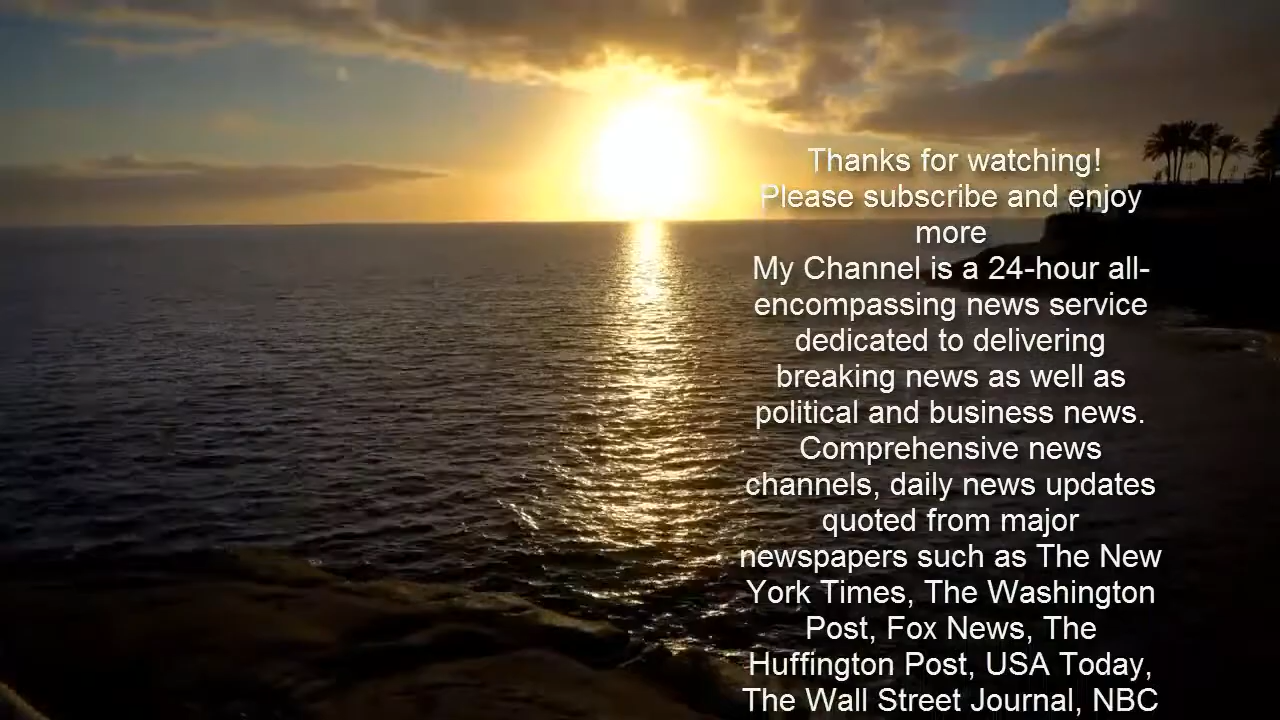 Thanks for watching!
Please subscribe and enjoy
more
My Channel is a 24-hour all-
encompassing news service
dedicated to delivering
breaking news as well as
political and business news.
Comprehensive news
channels, daily news updates
quoted from major
newspapers such as The New
York Times, The Washington
Post, Fox News, The
Huffington Post, USA Today,
The Wall Street Journal, NBC